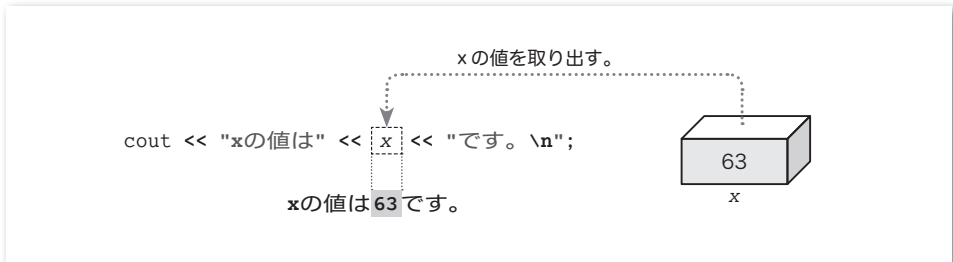 xの値を取り出す。
cout << "xの値は" << x << "です。\n";
63
x
xの値は63です。